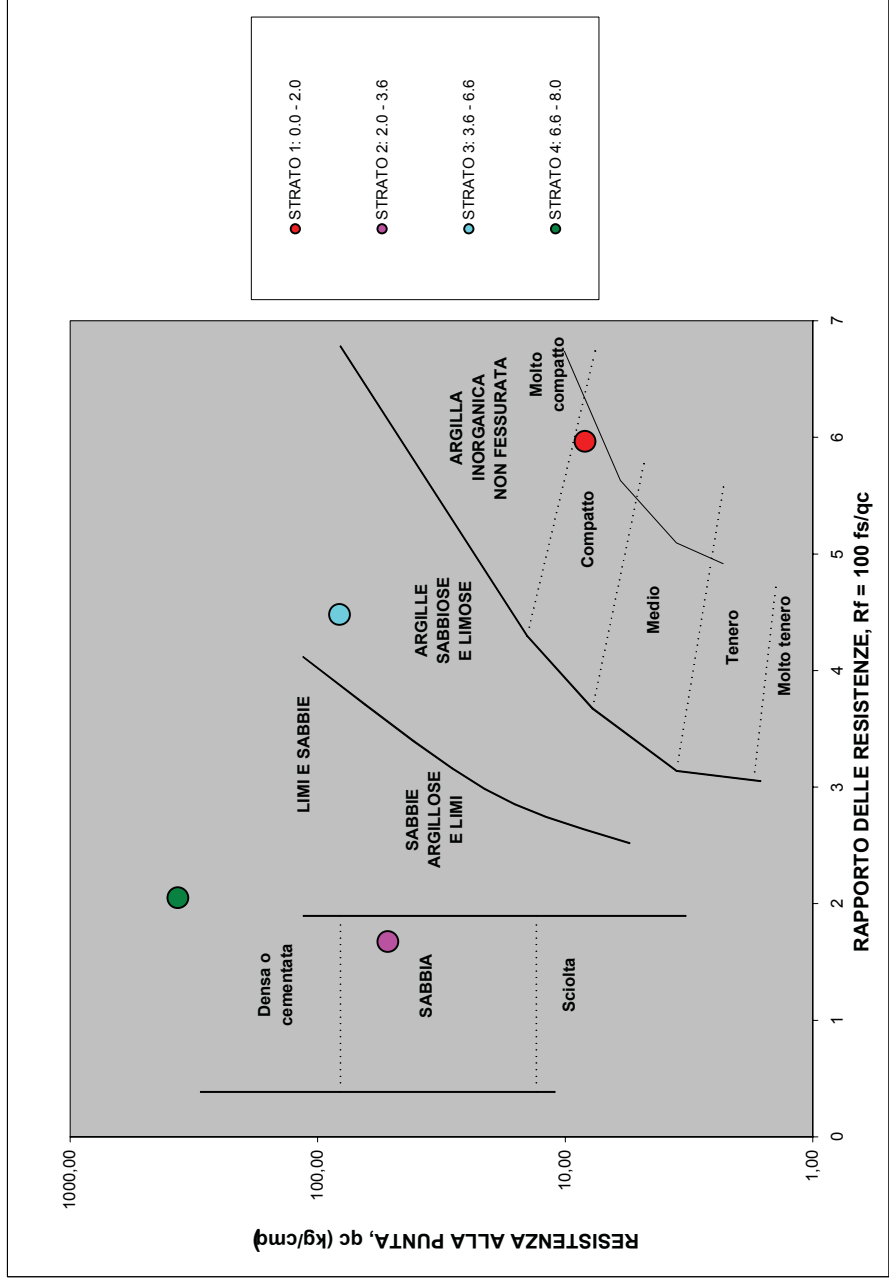 RESISTENZA ALLA PUNTA, qc (kg/cmq)
1000,00
100,00
10,00
1,00
0
1
2
3
4
5
6
7
RAPPORTO DELLE RESISTENZE, Rf = 100 fs/qc
Densa o
cementata
SABBIA
Sciolta
LIMI E SABBIE
SABBIE
ARGILLOSE
E LIMI
ARGILLE
SABBIOSE
E LIMOSE
ARGILLA
INORGANICA
NON FESSURATA
Molto
compatto
Compatto
Medio
Tenero
Molto tenero
STRATO 1: 0.0 - 2.0
STRATO 2: 2.0 - 3.6
STRATO 3: 3.6 - 6.6
STRATO 4: 6.6 - 8.0